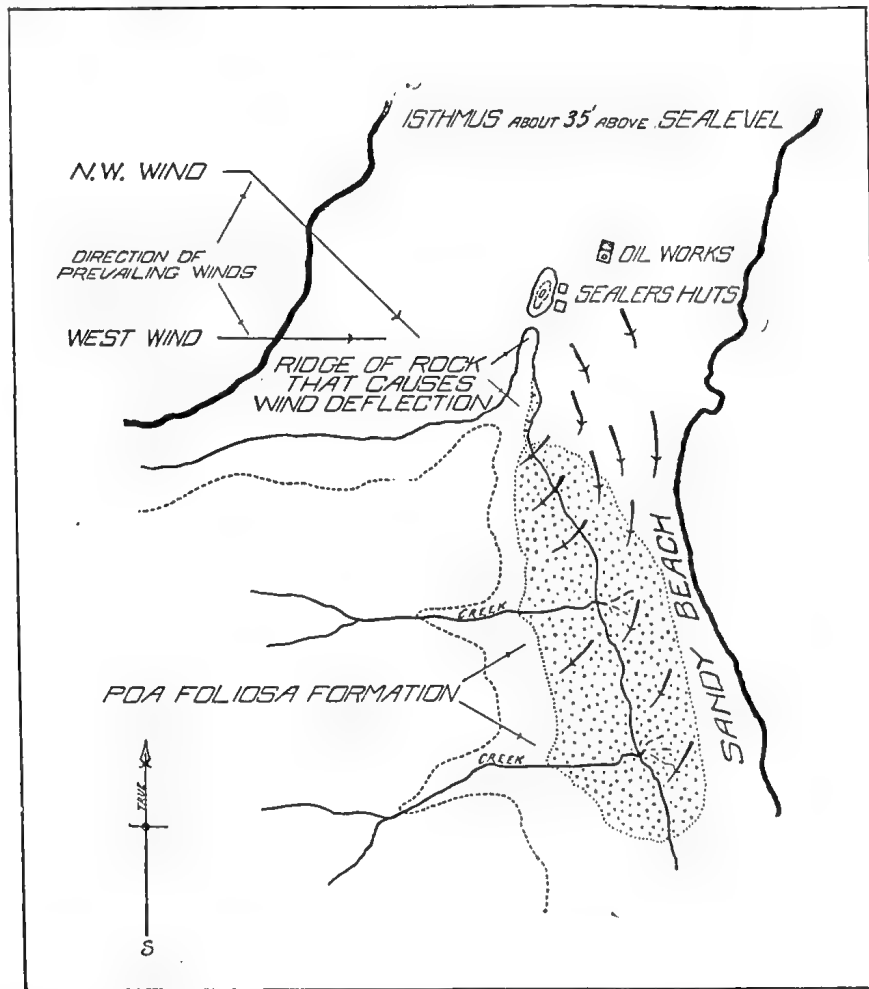 ISTHMUS ABOUT 35' ABOVE SEALEVEL
N.W. WIND
DIRECTION OF
PREVAILING WINDS
WEST WIND
OIL WORKS
SEALERS HUTS
RIDGE OF ROCK
THAT CAUSES
WIND DEFLECTION
SANDY BEACH
CREEK
POA FOLIOSA FORMATION
CREEK
TRUE
S